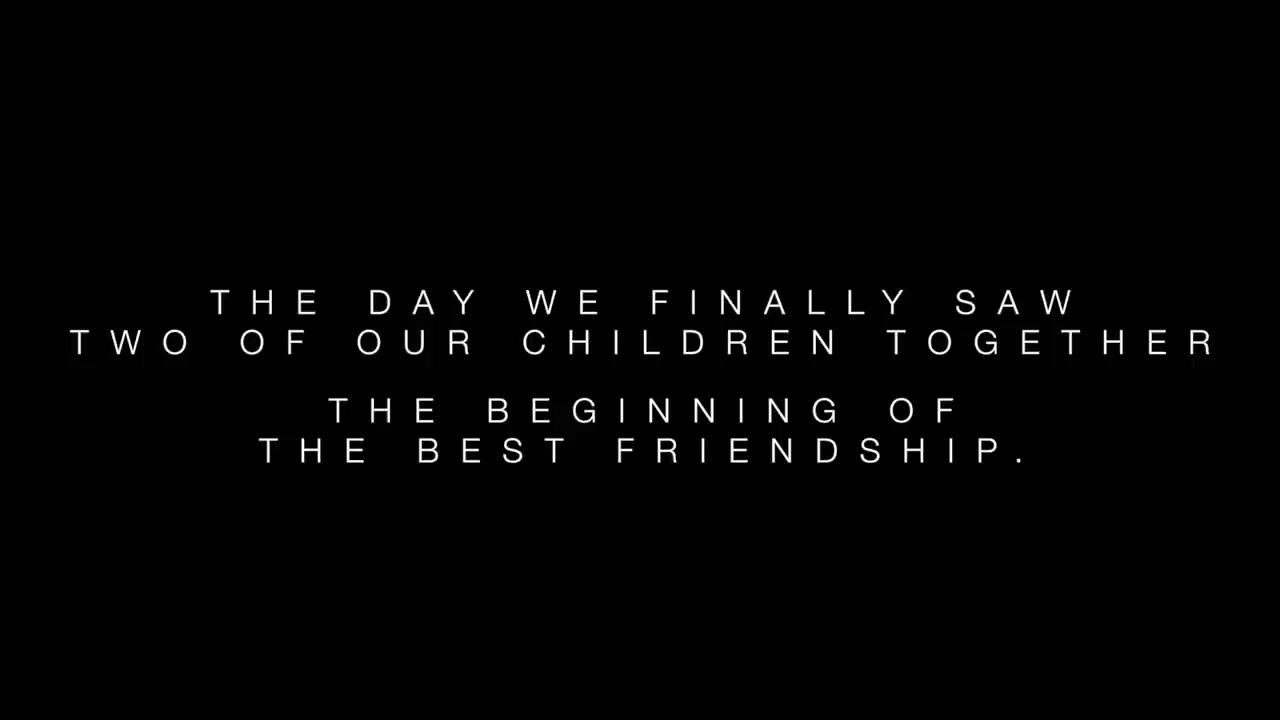 THE DAY WE FINALLY SAW
TWO OF OUR CHILDREN TOGETHER
THE BEGINNING OF
THE BEST FRIENDSHIP.